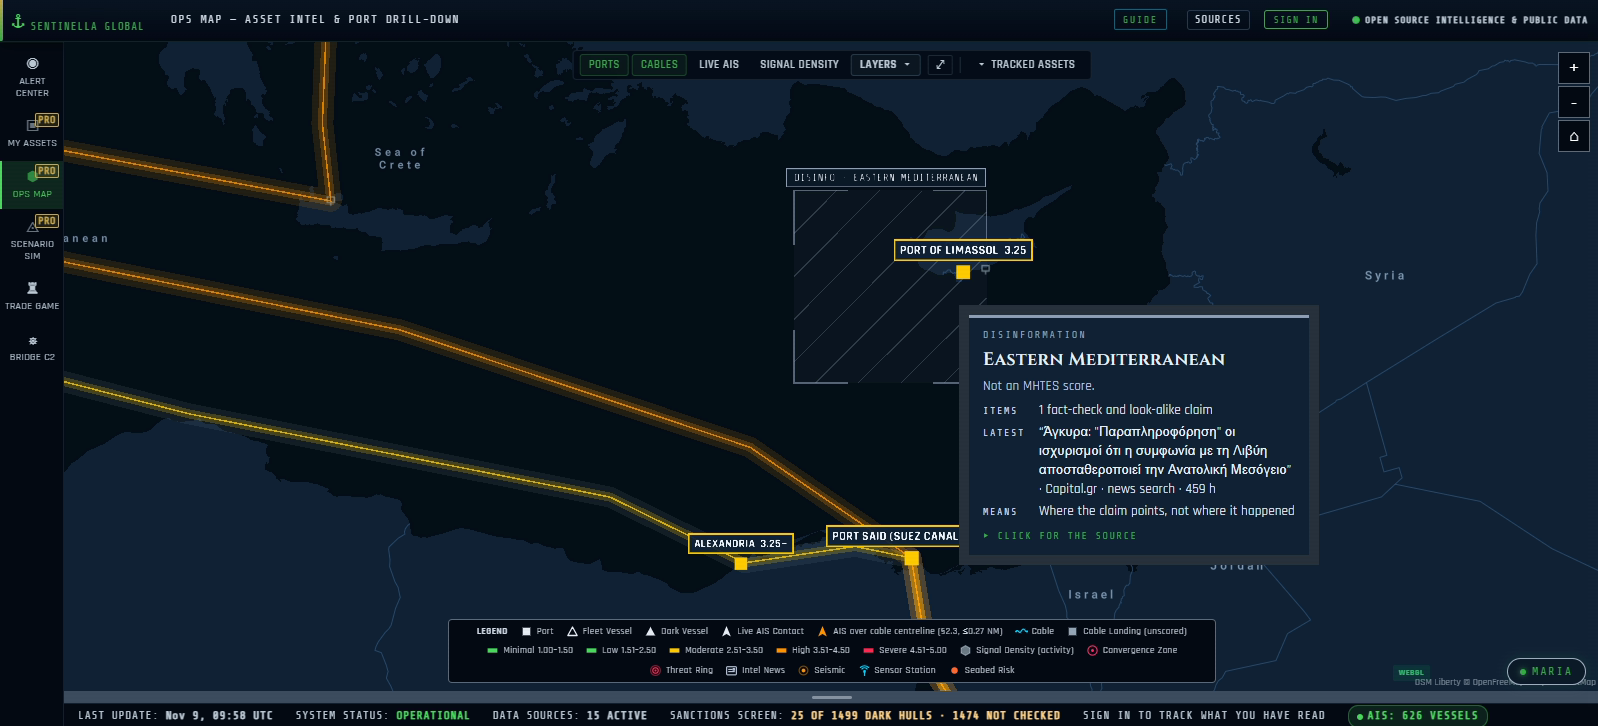 SENTINELLA GLOBAL
OPS MAP — ASSET INTEL & PORT DRILL-DOWN
GUIDE
SOURCES
SIGN IN
OPEN SOURCE INTELLIGENCE & PUBLIC DATA
ALERT
CENTER
PRO
MY ASSETS
PRO
OPS MAP
PRO
SCENARIO
SIM
TRADE GAME
BRIDGE C2
PORTS
CABLES
LIVE AIS
SIGNAL DENSITY
LAYERS
TRACKED ASSETS
+
-
Sea of
Crete
anean
DISINFO · EASTERN MEDITERRANEAN
PORT OF LIMASSOL 3.25
Syria
DISINFORMATION
EASTERN MEDITERRANEAN
Not an MHTES score.
ITEMS 1 fact-check and look-alike claim
LATEST "Άγκυρα: "Παραπληροφόρηση" οι
ισχυρισμοί ότι η συμφωνία με τη Λιβύη
αποσταθεροποιεί την Ανατολική Μεσόγειο"
· Capital.gr · news search · 459 h
MEANS Where the claim points, not where it happened
▸ CLICK FOR THE SOURCE
ALEXANDRIA 3.25–
PORT SAID (SUEZ CANAL
Jordan
Israel
LEGEND Port Fleet Vessel Dark Vessel Live AIS Contact AIS over cable centreline (§2.3, ≤0.27 NM) Cable Cable Landing (unscored)
Minimal 1.00–1.50 Low 1.51–2.50 Moderate 2.51–3.50 High 3.51–4.50 Severe 4.51–5.00 Signal Density (activity) Convergence Zone
Threat Ring Intel News Seismic Sensor Station Seabed Risk
WEBGL
MARIA
OSM Liberty © OpenFree
LAST UPDATE: Nov 9, 09:58 UTC SYSTEM STATUS: OPERATIONAL DATA SOURCES: 15 ACTIVE SANCTIONS SCREEN: 25 OF 1499 DARK HULLS · 1474 NOT CHECKED SIGN IN TO TRACK WHAT YOU HAVE READ AIS: 626 VESSELS